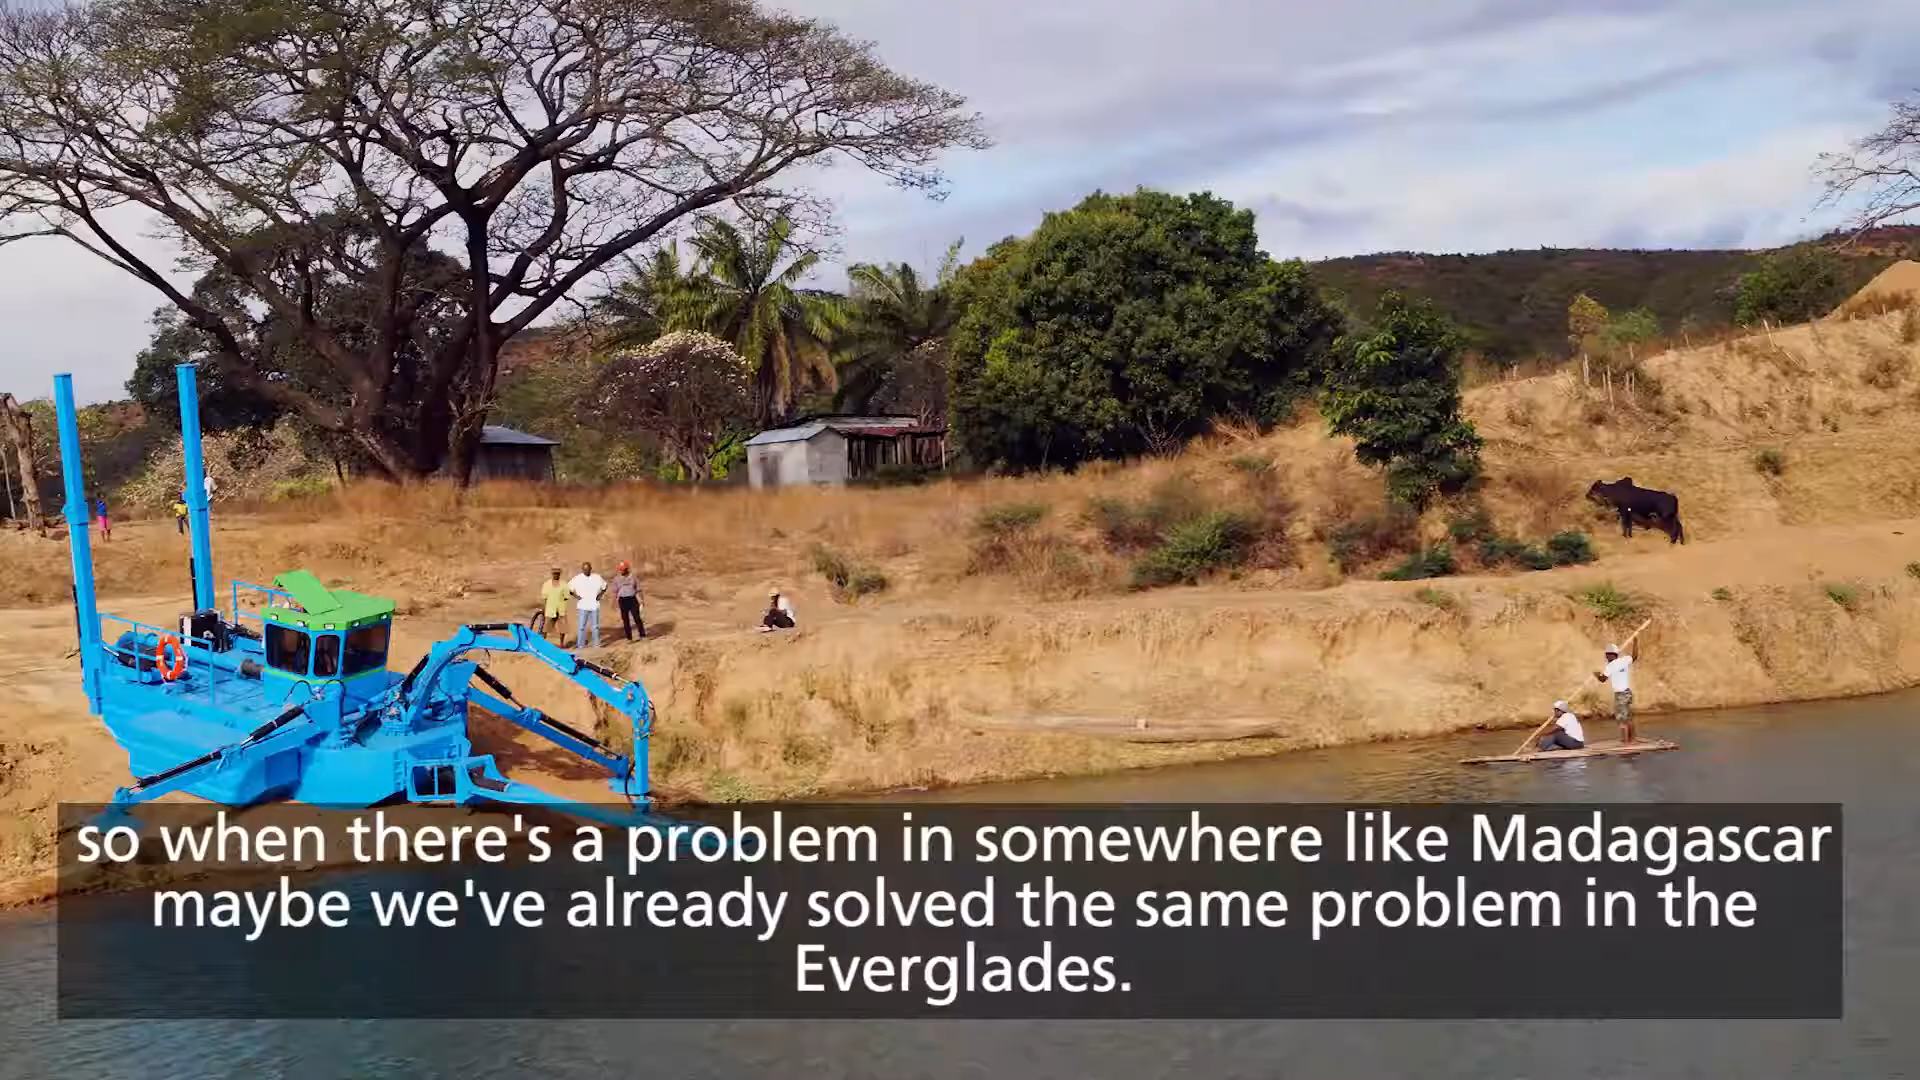 so when there's a problem in somewhere like Madagascar
maybe we've already solved the same problem in the
Everglades.